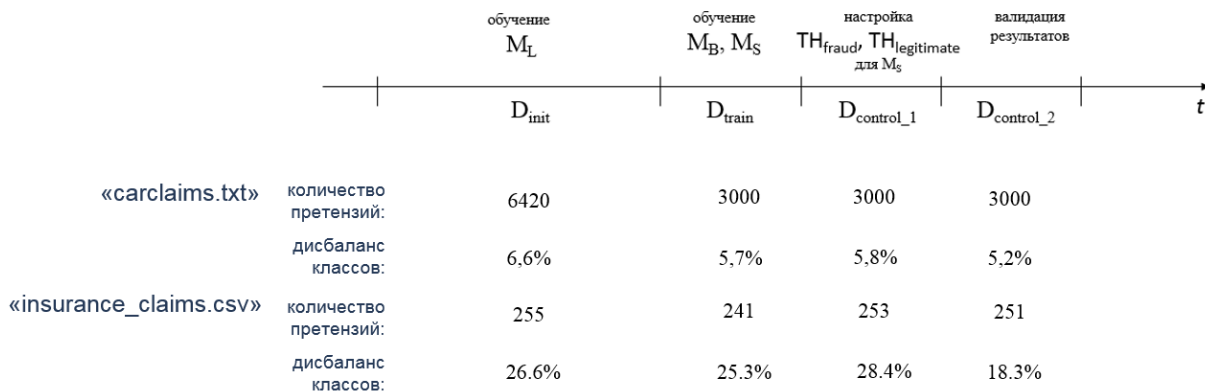 обучение
M_L
обучение
M_B, M_S
настройка
TH_fraud, TH_legitimate
для M_S
валидация
результатов
D_init
D_train
D_control_1
D_control_2
t
«carclaims.txt»
количество
претензий:
6420
3000
3000
3000
дисбаланс
классов:
6,6%
5,7%
5,8%
5,2%
«insurance_claims.csv»
количество
претензий:
255
241
253
251
дисбаланс
классов:
26.6%
25.3%
28.4%
18.3%